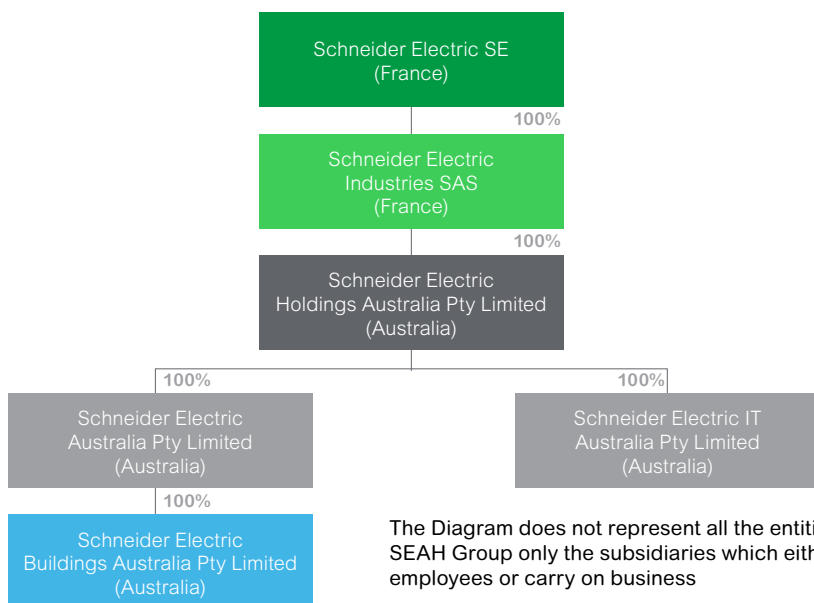 Schneider Electric SE
(France)
100%
Schneider Electric
Industries SAS
(France)
100%
Schneider Electric
Holdings Australia Pty Limited
(Australia)
100%
100%
Schneider Electric
Australia Pty Limited
(Australia)
Schneider Electric IT
Australia Pty Limited
(Australia)
100%
Schneider Electric
Buildings Australia Pty Limited
(Australia)
The Diagram does not represent all the
SEAH Group only the subsidiaries which
employees or carry on business